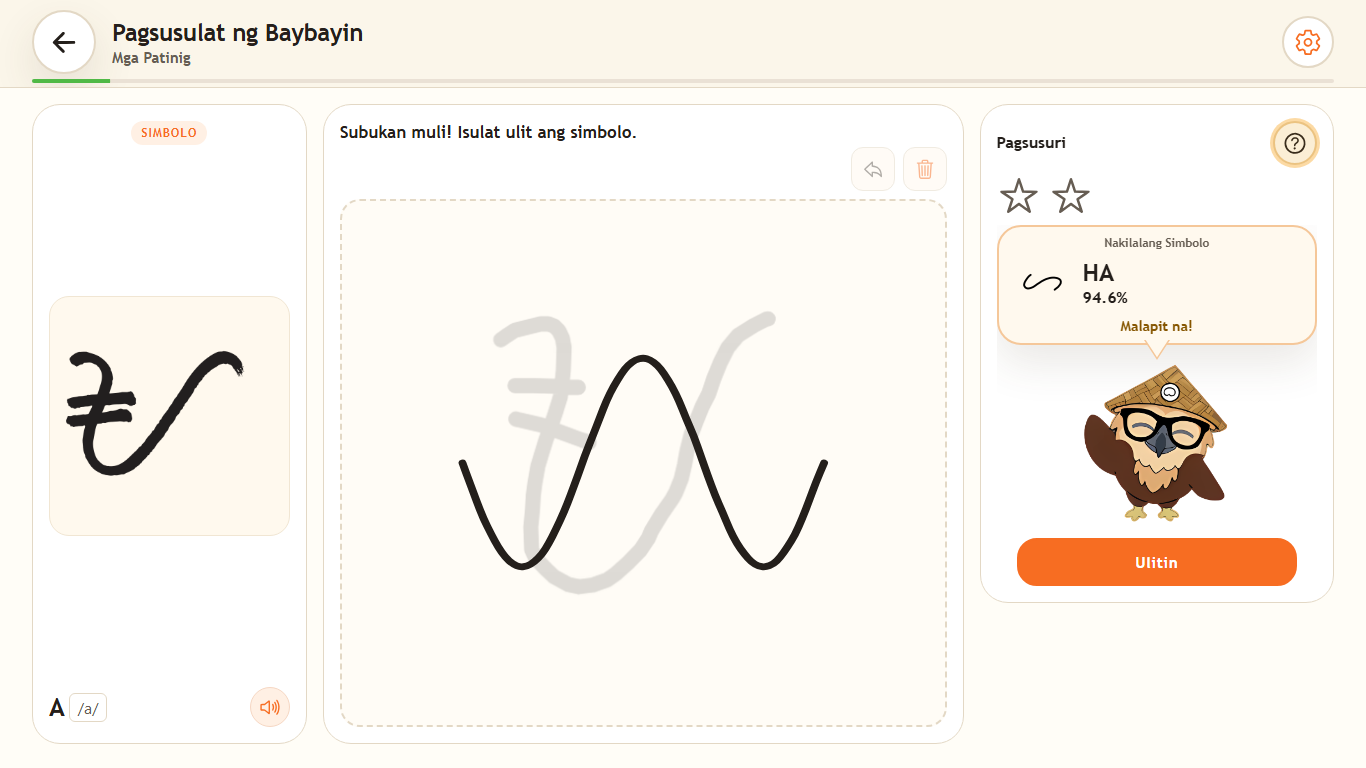 Pagsusulat ng Baybayin
Mga Patinig
SIMBOLO
ᜀ
A /a/
Subukan muli! Isulat ulit ang simbolo.
Pagsusuri
Nakilalang Simbolo
ᜑ
HA
94.6%
Malapit na!
Ulitin